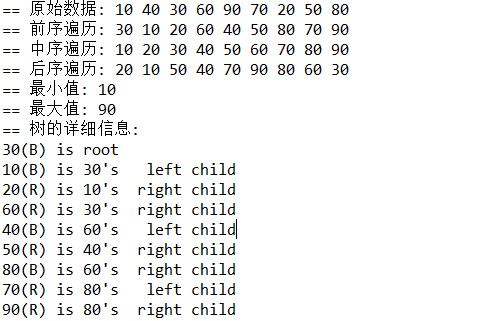 == 原始数据: 10 40 30 60 90 70 20 50 80
== 前序遍历: 30 10 20 60 40 50 80 70 90
== 中序遍历: 10 20 30 40 50 60 70 80 90
== 后序遍历: 20 10 50 40 70 90 80 60 30
== 最小值: 10
== 最大值: 90
== 树的详细信息:
30(B) is root
10(B) is 30's   left child
20(R) is 10's  right child
60(R) is 30's  right child
40(B) is 60's   left child
50(R) is 40's  right child
80(B) is 60's  right child
70(R) is 80's   left child
90(R) is 80's  right child